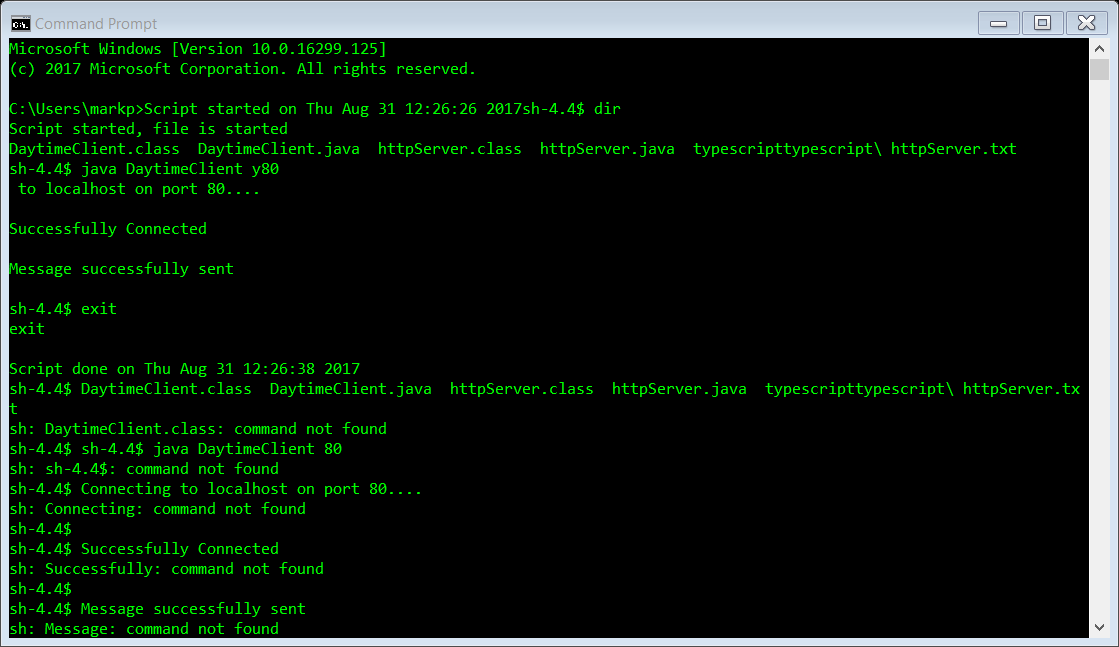 Command Prompt
Microsoft Windows [Version 10.0.16299.125]
(c) 2017 Microsoft Corporation. All rights reserved.
C:\Users\markp>Script started on Thu Aug 31 12:26:26 2017sh-4.4$ dir
Script started, file is started
DaytimeClient.class  DaytimeClient.java  httpServer.class  httpServer.java  typescripttypescript\ httpServer.txt
sh-4.4$ java DaytimeClient y80
 to localhost on port 80....
Successfully Connected
Message successfully sent
sh-4.4$ exit
exit
Script done on Thu Aug 31 12:26:38 2017
sh-4.4$ DaytimeClient.class  DaytimeClient.java  httpServer.class  httpServer.java  typescripttypescript\ httpServer.tx
t
sh: DaytimeClient.class: command not found
sh-4.4$ sh-4.4$ java DaytimeClient 80
sh: sh-4.4$: command not found
sh-4.4$ Connecting to localhost on port 80....
sh: Connecting: command not found
sh-4.4$
sh-4.4$ Successfully Connected
sh: Successfully: command not found
sh-4.4$
sh-4.4$ Message successfully sent
sh: Message: command not found